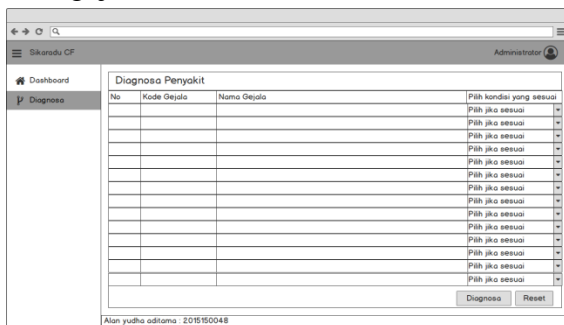 Sikaradu CF
Administrator
Dashboard
Diagnosa
Diagnosa Penyakit
No Kode Gejala Nama Gejala Pilih kondisi yang sesuai
Pilih jika sesuai
Pilih jika sesuai
Pilih jika sesuai
Pilih jika sesuai
Pilih jika sesuai
Pilih jika sesuai
Pilih jika sesuai
Pilih jika sesuai
Pilih jika sesuai
Pilih jika sesuai
Pilih jika sesuai
Pilih jika sesuai
Pilih jika sesuai
Pilih jika sesuai
Diagnosa Reset
Alan yudha aditama : 2015150048